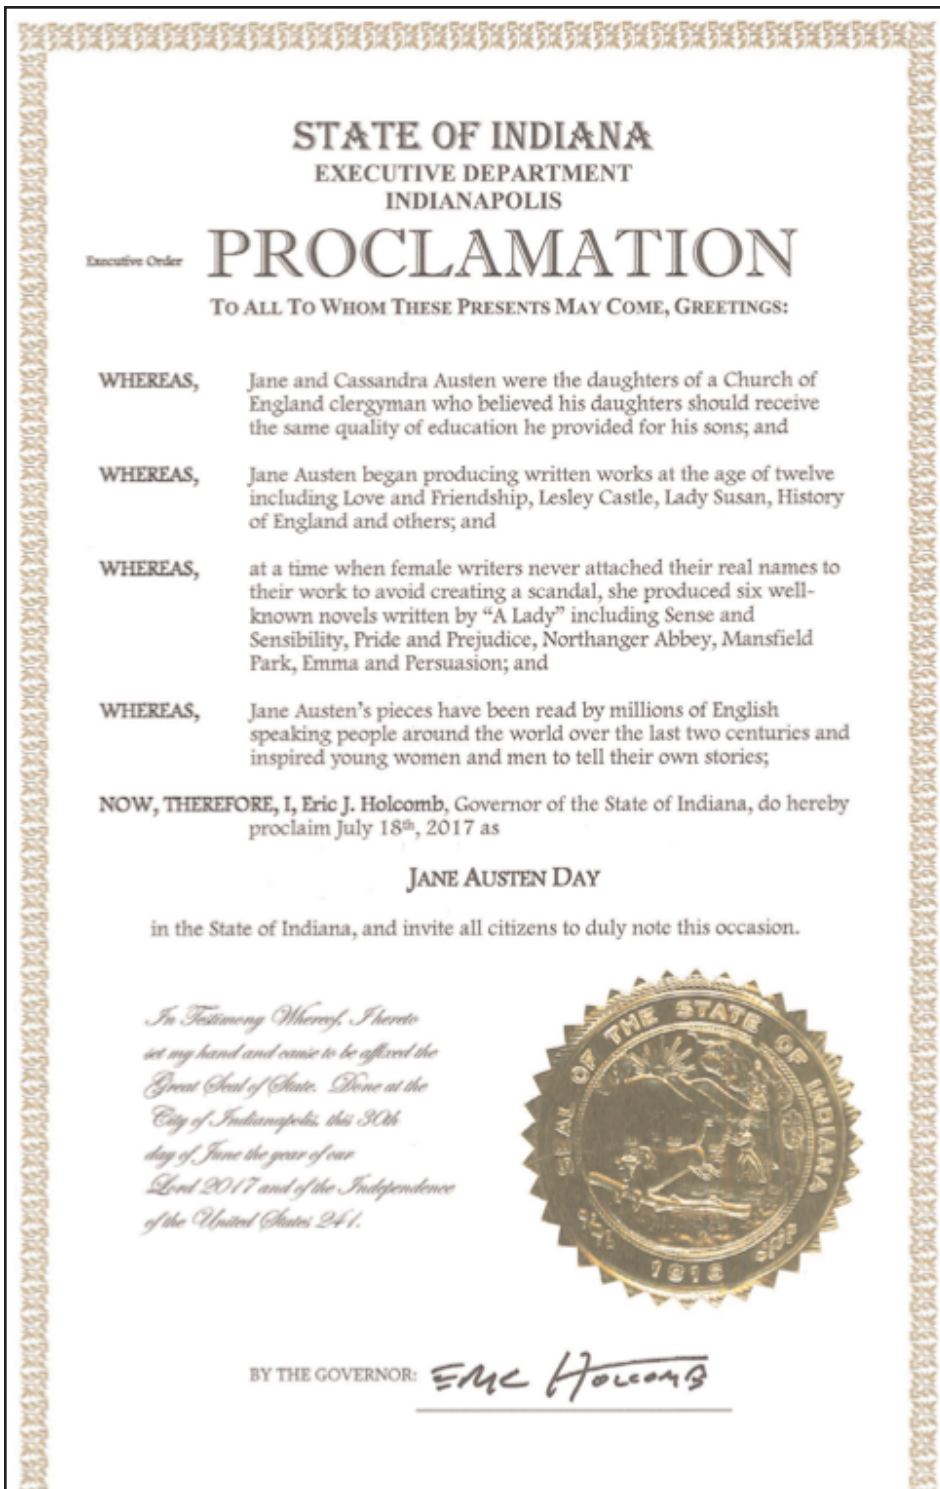 STATE OF INDIANA
EXECUTIVE DEPARTMENT
INDIANAPOLIS
Executive Order PROCLAMATION
TO ALL TO WHOM THESE PRESENTS MAY COME, GREETINGS:
WHEREAS, Jane and Cassandra Austen were the daughters of a Church of
England clergyman who believed his daughters should receive
the same quality of education he provided for his sons; and
WHEREAS, Jane Austen began producing written works at the age of twelve
including Love and Friendship, Lesley Castle, Lady Susan, History
of England and others; and
WHEREAS, at a time when female writers never attached their real names to
their work to avoid creating a scandal, she produced six well-
known novels written by “A Lady” including Sense and
Sensibility, Pride and Prejudice, Northanger Abbey, Mansfield
Park, Emma and Persuasion; and
WHEREAS, Jane Austen’s pieces have been read by millions of English
speaking people around the world over the last two centuries and
inspired young women and men to tell their own stories;
NOW, THEREFORE, I, Eric J. Holcomb, Governor of the State of Indiana, do hereby
proclaim July 18th, 2017 as
JANE AUSTEN DAY
in the State of Indiana, and invite all citizens to duly note this occasion.
In Testimony Whereof, I hereto
set my hand and cause to be affixed the
Great Seal of State. Done at the
City of Indianapolis, this 30th
day of June the year of our
Lord 2017 and of the Independence
of the United States 241.
SEAL OF THE STATE OF INDIANA
1816
BY THE GOVERNOR: Eric Holcomb